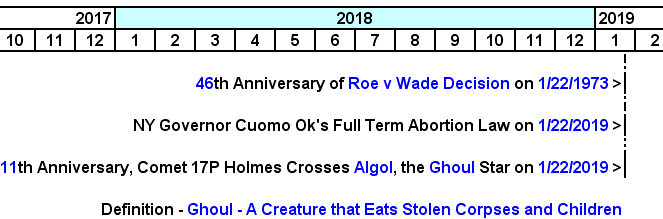 2017 2018 2019
10 11 12 1 2 3 4 5 6 7 8 9 10 11 12 1 2
46th Anniversary of Roe v Wade Decision on 1/22/1973 >
NY Governor Cuomo Ok's Full Term Abortion Law on 1/22/2019 >
11th Anniversary, Comet 17P Holmes Crosses Algol, the Ghoul Star on 1/22/2019 >
Definition - Ghoul - A Creature that Eats Stolen Corpses and Children